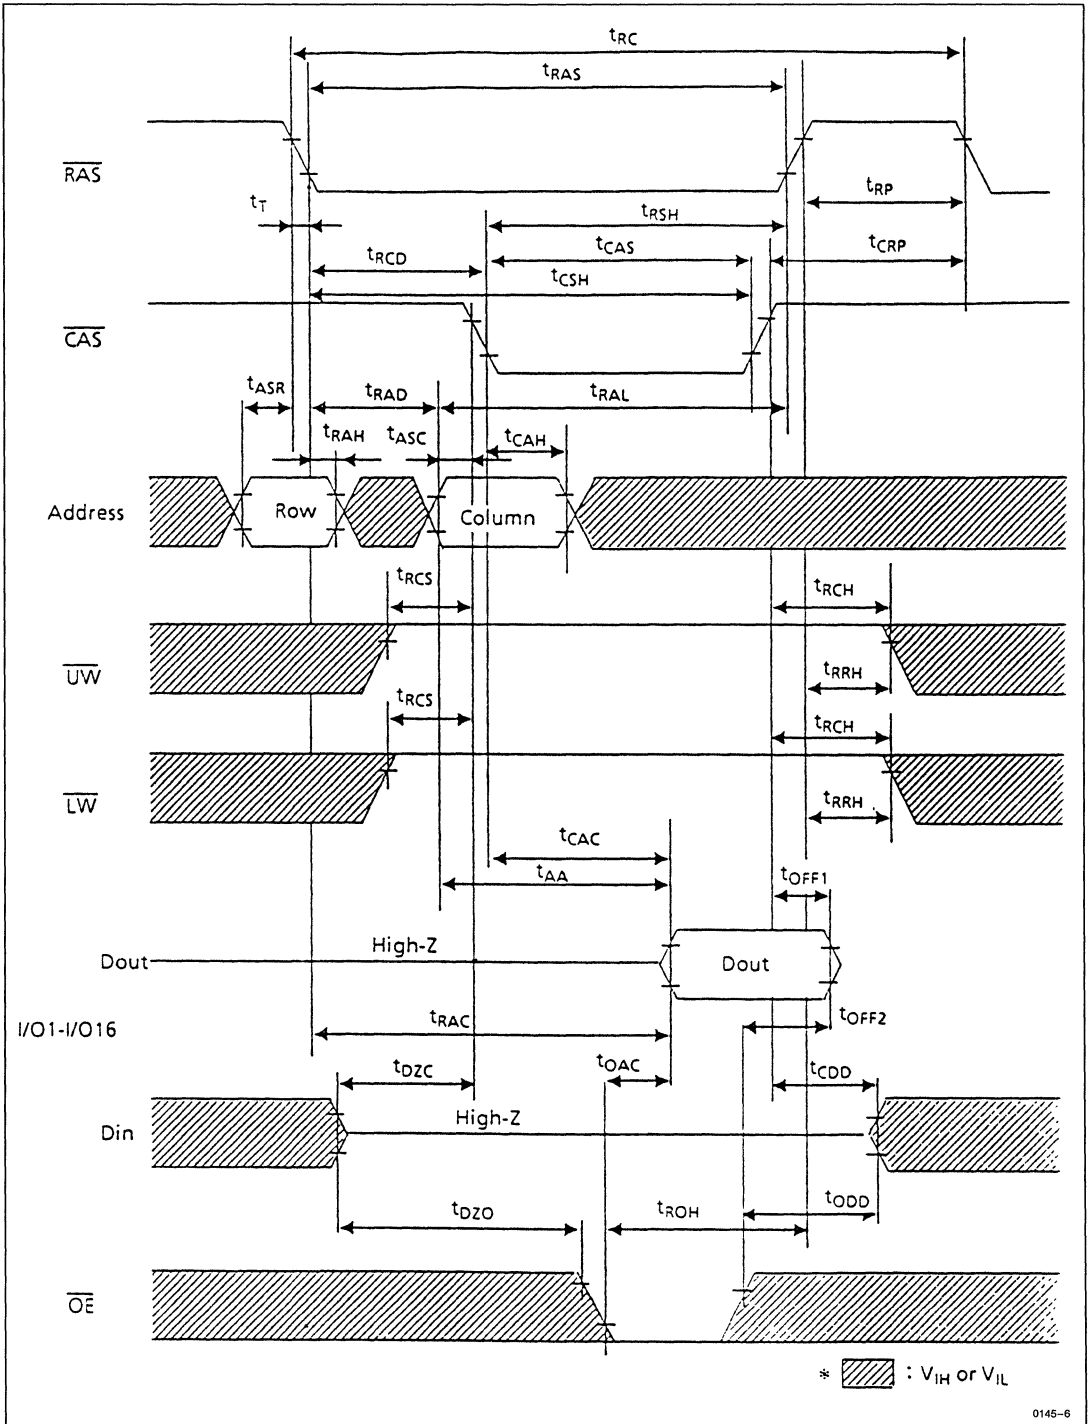 tRC
tRAS
RAS
tRP
tT
tRSH
tRCD
tCAS
tCRP
tCSH
CAS
tASR
tRAD
tRAL
tRAH
tASC
tCAH
Address
Row
Column
tRCS
tRCH
UW
tRRH
tRCS
tRCH
LW
tRRH
tCAC
tAA
tOFF1
High-Z
Dout
Dout
I/O1-I/O16
tRAC
tOFF2
tDZC
tOAC
tCDD
Din
High-Z
tDZO
tROH
tODD
OE
* : VIH or VIL
0145-6